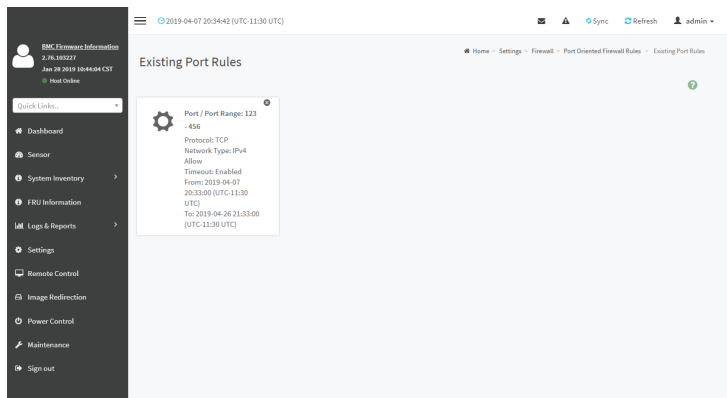 2019-04-07 20:34:42 (UTC-11:30 UTC)
Sync
Refresh
admin
BMC Firmware Information
2.76.103227
Jan 28 2019 10:44:04 CST
Host Online
Quick Links..
Dashboard
Sensor
System Inventory
FRU Information
Logs & Reports
Settings
Remote Control
Image Redirection
Power Control
Maintenance
Sign out
Existing Port Rules
Home > Settings > Firewall > Port Oriented Firewall Rules > Existing Port Rules
Port / Port Range: 123
- 456
Protocol: TCP
Network Type: IPv4
Allow
Timeout: Enabled
From: 2019-04-07
20:33:00 (UTC-11:30
UTC)
To: 2019-04-26 21:33:00
(UTC-11:30 UTC)